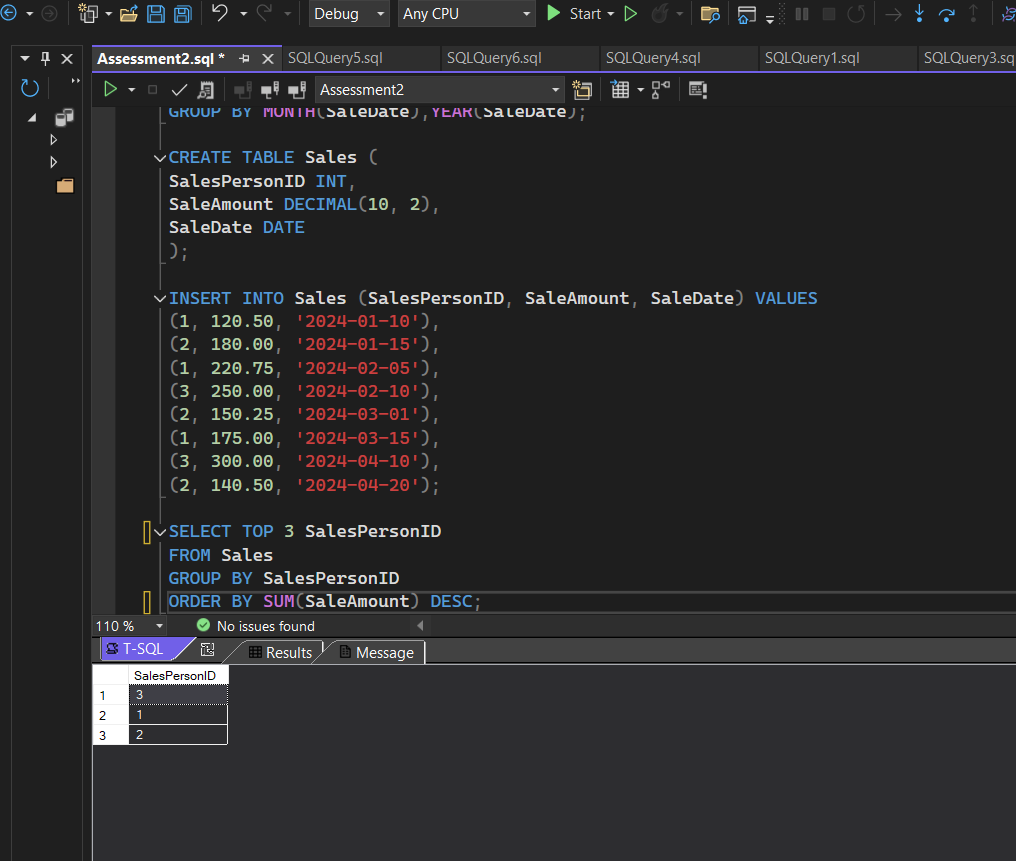 Debug Any CPU Start
Assessment2.sql * SQLQuery5.sql SQLQuery6.sql SQLQuery4.sql SQLQuery1.sql SQLQuery3.sq
Assessment2
GROUP BY MONTH(SaleDate),YEAR(SaleDate);
CREATE TABLE Sales (
SalesPersonID INT,
SaleAmount DECIMAL(10, 2),
SaleDate DATE
);
INSERT INTO Sales (SalesPersonID, SaleAmount, SaleDate) VALUES
(1, 120.50, '2024-01-10'),
(2, 180.00, '2024-01-15'),
(1, 220.75, '2024-02-05'),
(3, 250.00, '2024-02-10'),
(2, 150.25, '2024-03-01'),
(1, 175.00, '2024-03-15'),
(3, 300.00, '2024-04-10'),
(2, 140.50, '2024-04-20');
SELECT TOP 3 SalesPersonID
FROM Sales
GROUP BY SalesPersonID
ORDER BY SUM(SaleAmount) DESC;
110 % No issues found
T-SQL Results Message
SalesPersonID
1 3
2 1
3 2